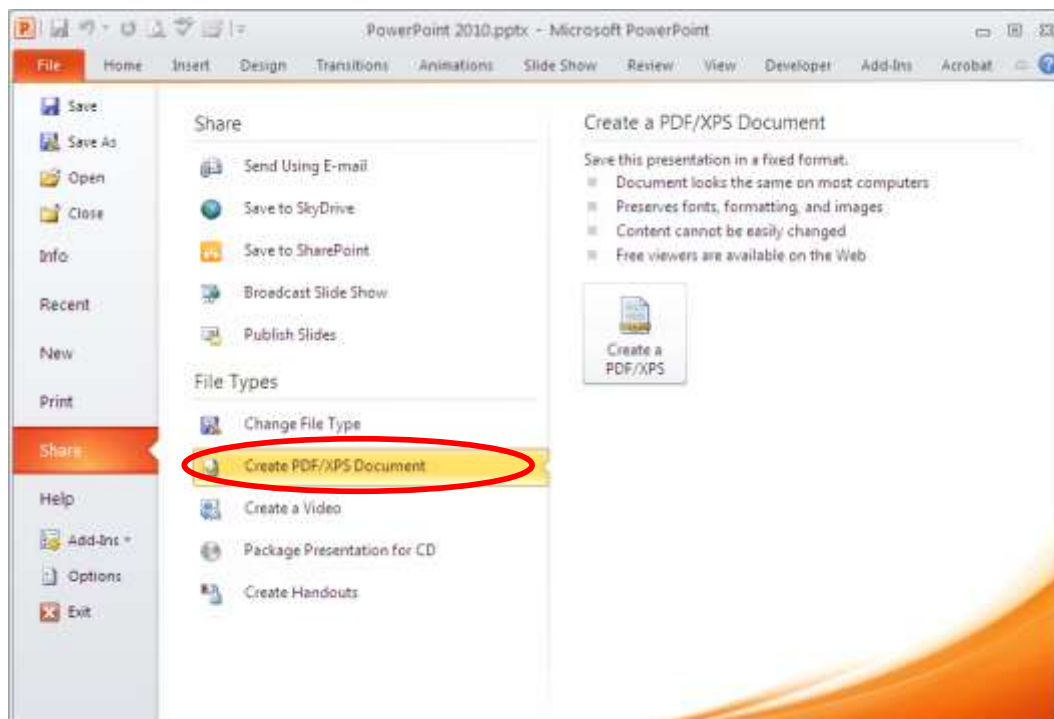 PowerPoint 2010.pptx - Microsoft PowerPoint
File Home Insert Design Transitions Animations Slide Show Review View Developer Add-Ins Acrobat
Save
Save As
Open
Close
Info
Recent
New
Print
Share
Help
Add-Ins
Options
Exit
Share
Send Using E-mail
Save to SkyDrive
Save to SharePoint
Broadcast Slide Show
Publish Slides
File Types
Change File Type
Create PDF/XPS Document
Create a Video
Package Presentation for CD
Create Handouts
Create a PDF/XPS Document
Save this presentation in a fixed format.
Document looks the same on most computers
Preserves fonts, formatting, and images
Content cannot be easily changed
Free viewers are available on the Web
Create a
PDF/XPS